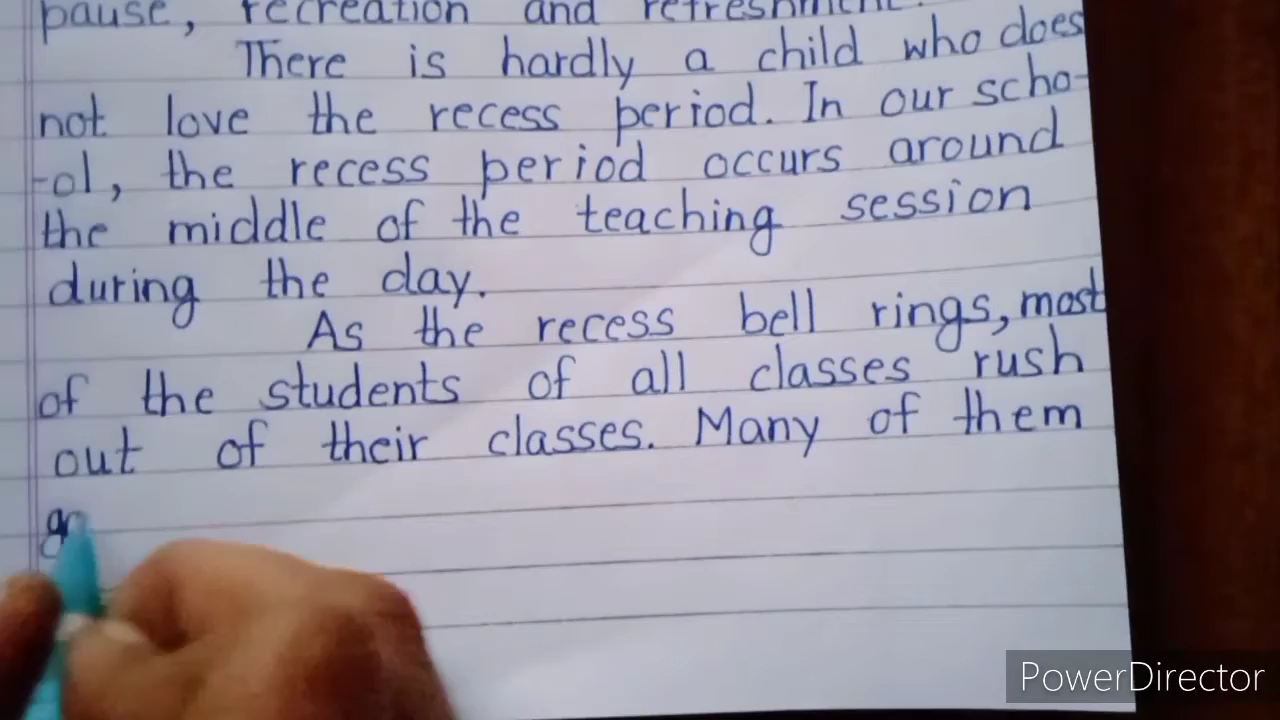 pause, recreation and refreshment.
There is hardly a child who does
not love the recess period. In our scho-
-ol, the recess period occurs around
the middle of the teaching session
during the day.
As the recess bell rings, most
of the students of all classes rush
out of their classes. Many of them
PowerDirector